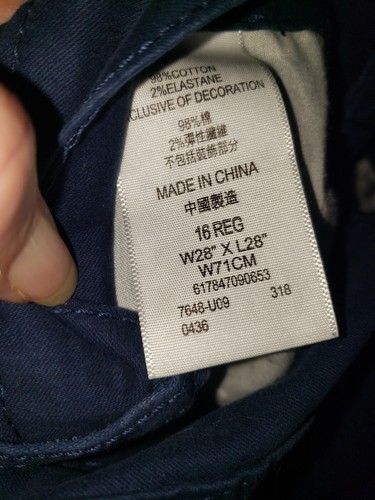 98%COTTON
2%ELASTANE
CLUSIVE OF DECORATION
98%棉
2%彈性纖維
不包括裝飾部分
MADE IN CHINA
中國製造
16 REG
W28" X L28"
W71CM
617847090653
7648-U09 318
0436